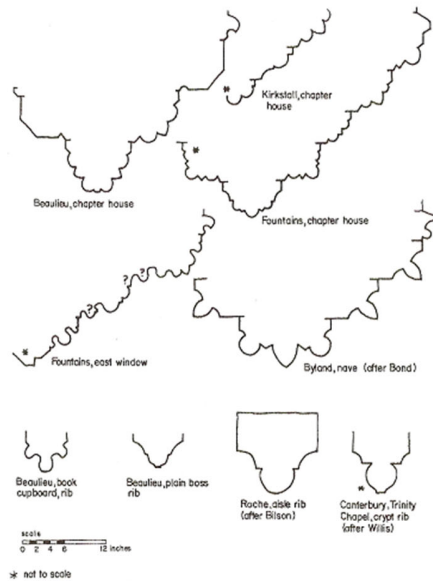 *
Kirkstall, chapter
house
*
Beaulieu, chapter house
Fountains, chapter house
?
?
?
*
Fountains, east window
Byland, nave (after Bond)
Beaulieu, book
cupboard, rib
Beaulieu, plain boss
rib
Roche, aisle rib
(after Bilson)
*
Canterbury, Trinity
Chapel, crypt rib
(after Willis)
scale
0 2 4 6 12 inches
* not to scale